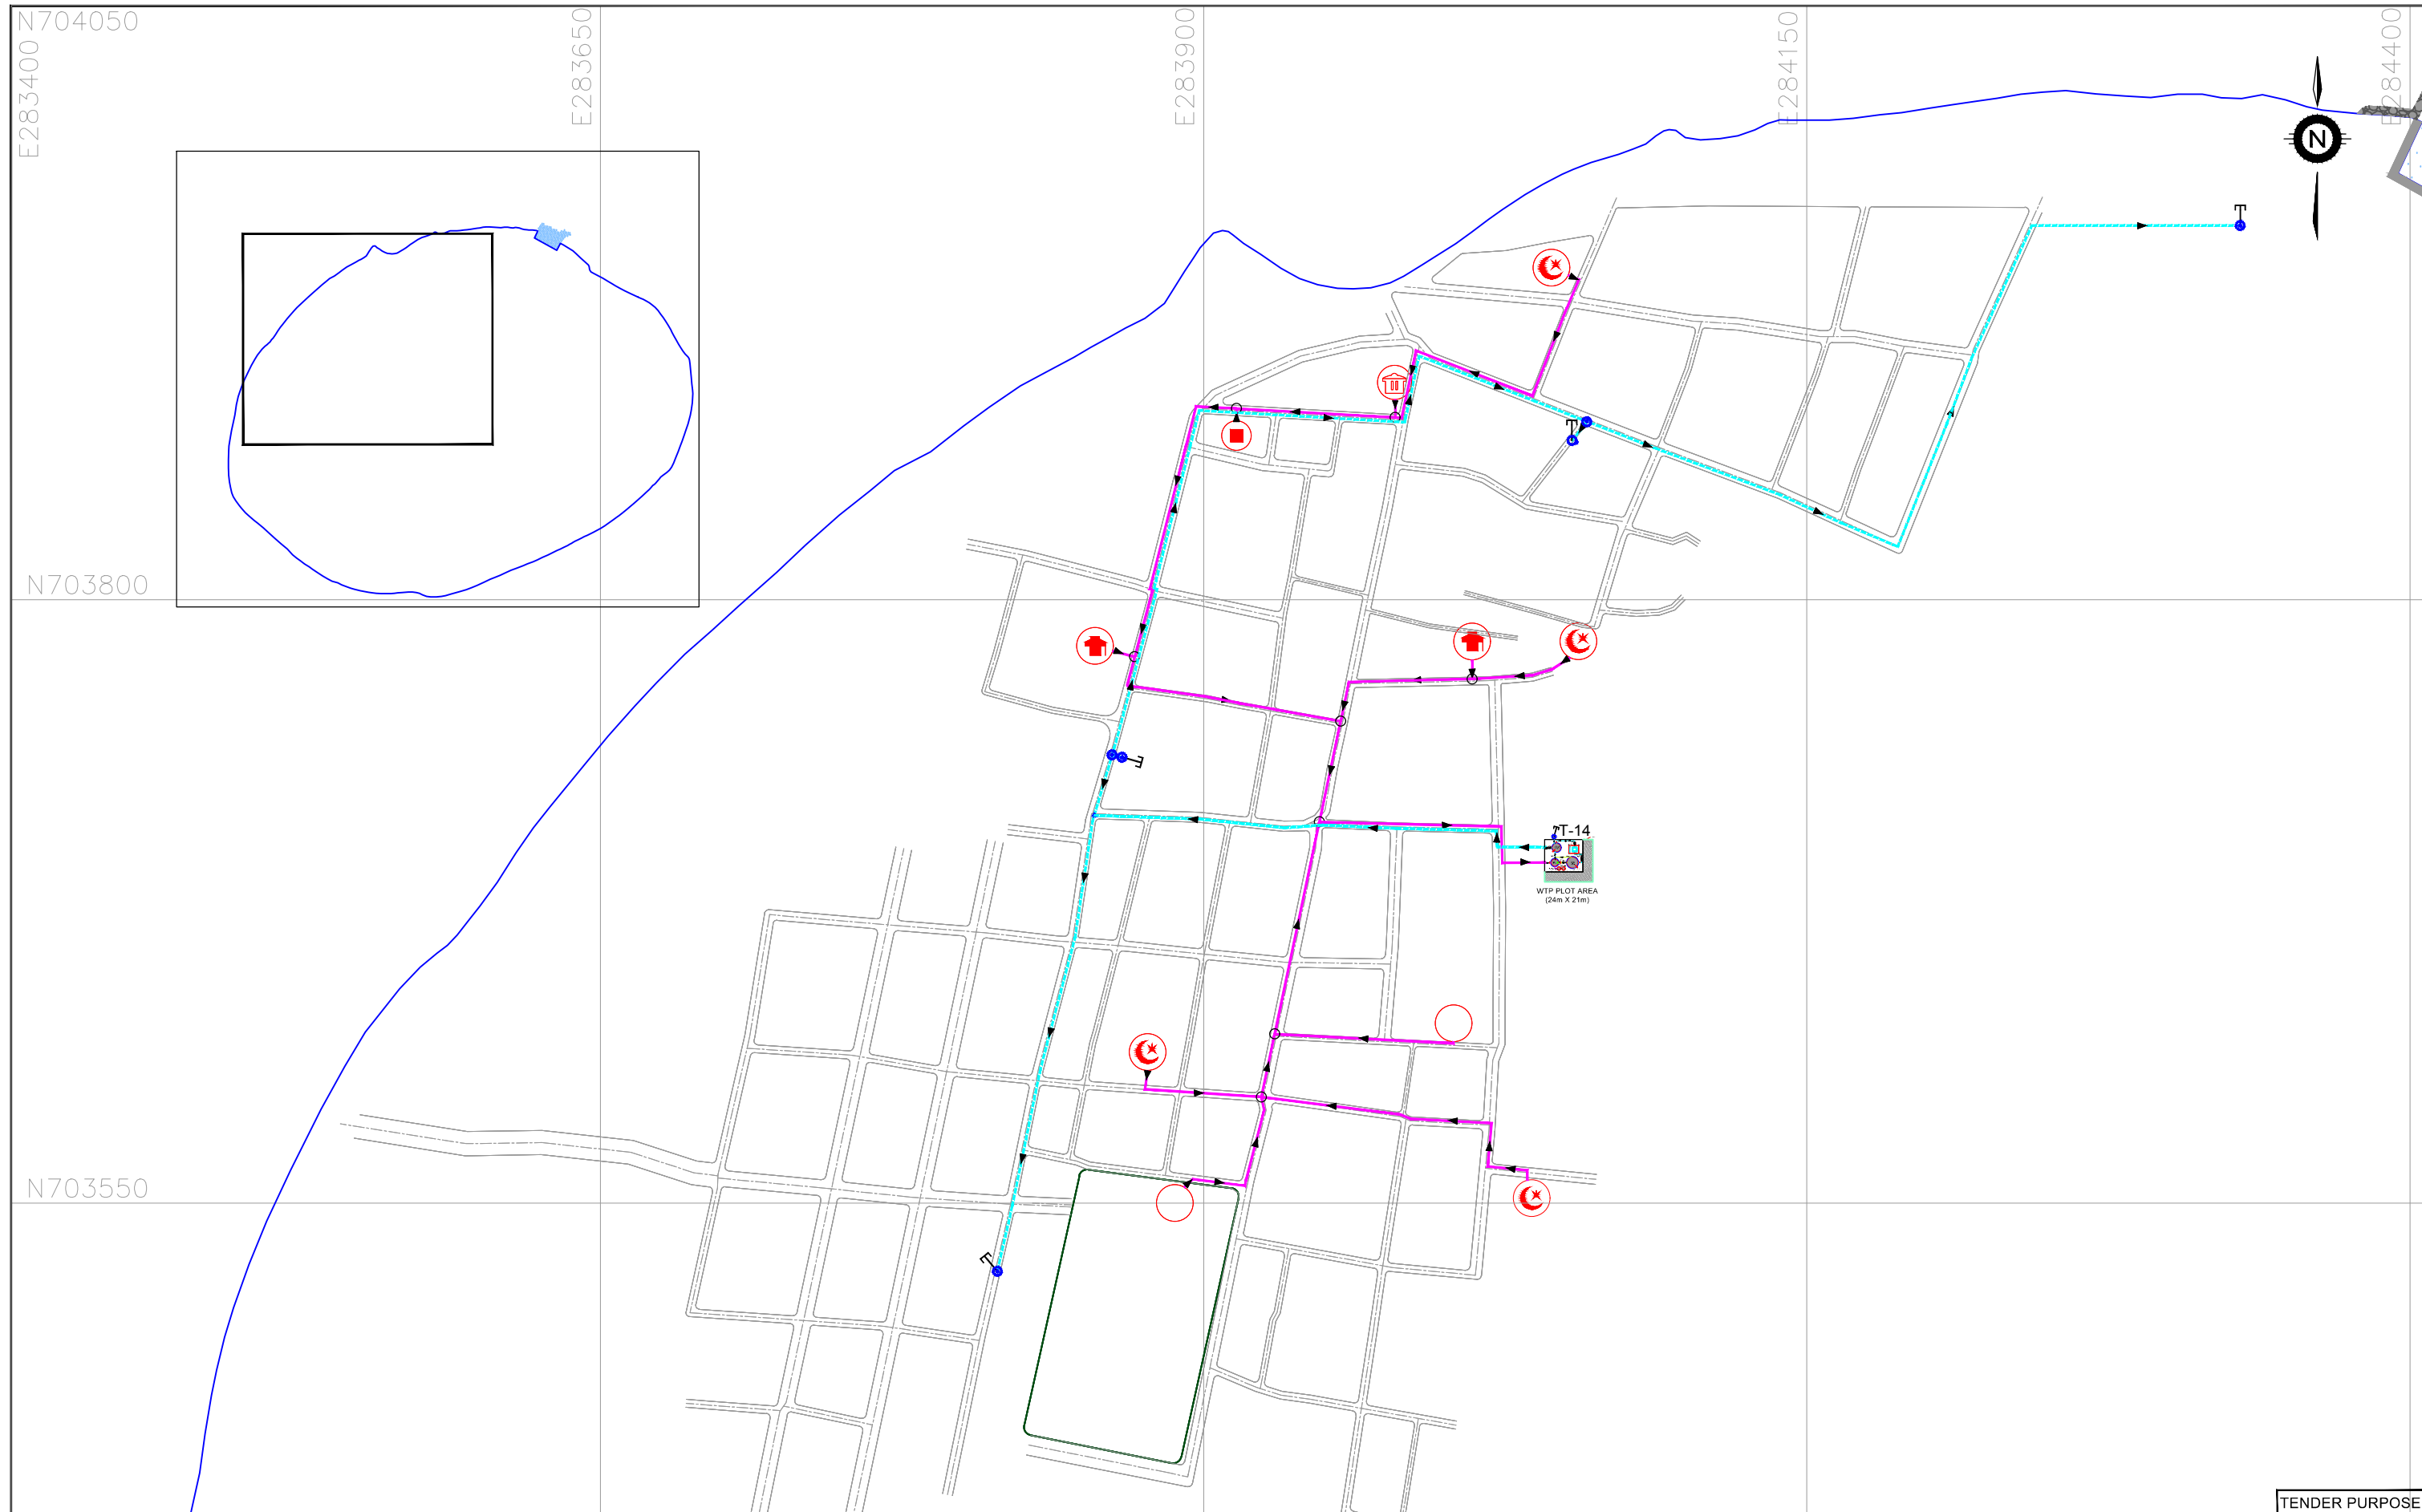 N704050
E283400
E283650
E283900
E284150
E284400
N
T
T
N703800
T
T-14
WTP PLOT AREA
(24m X 21m)
N703550
T
TENDER PURPOSE